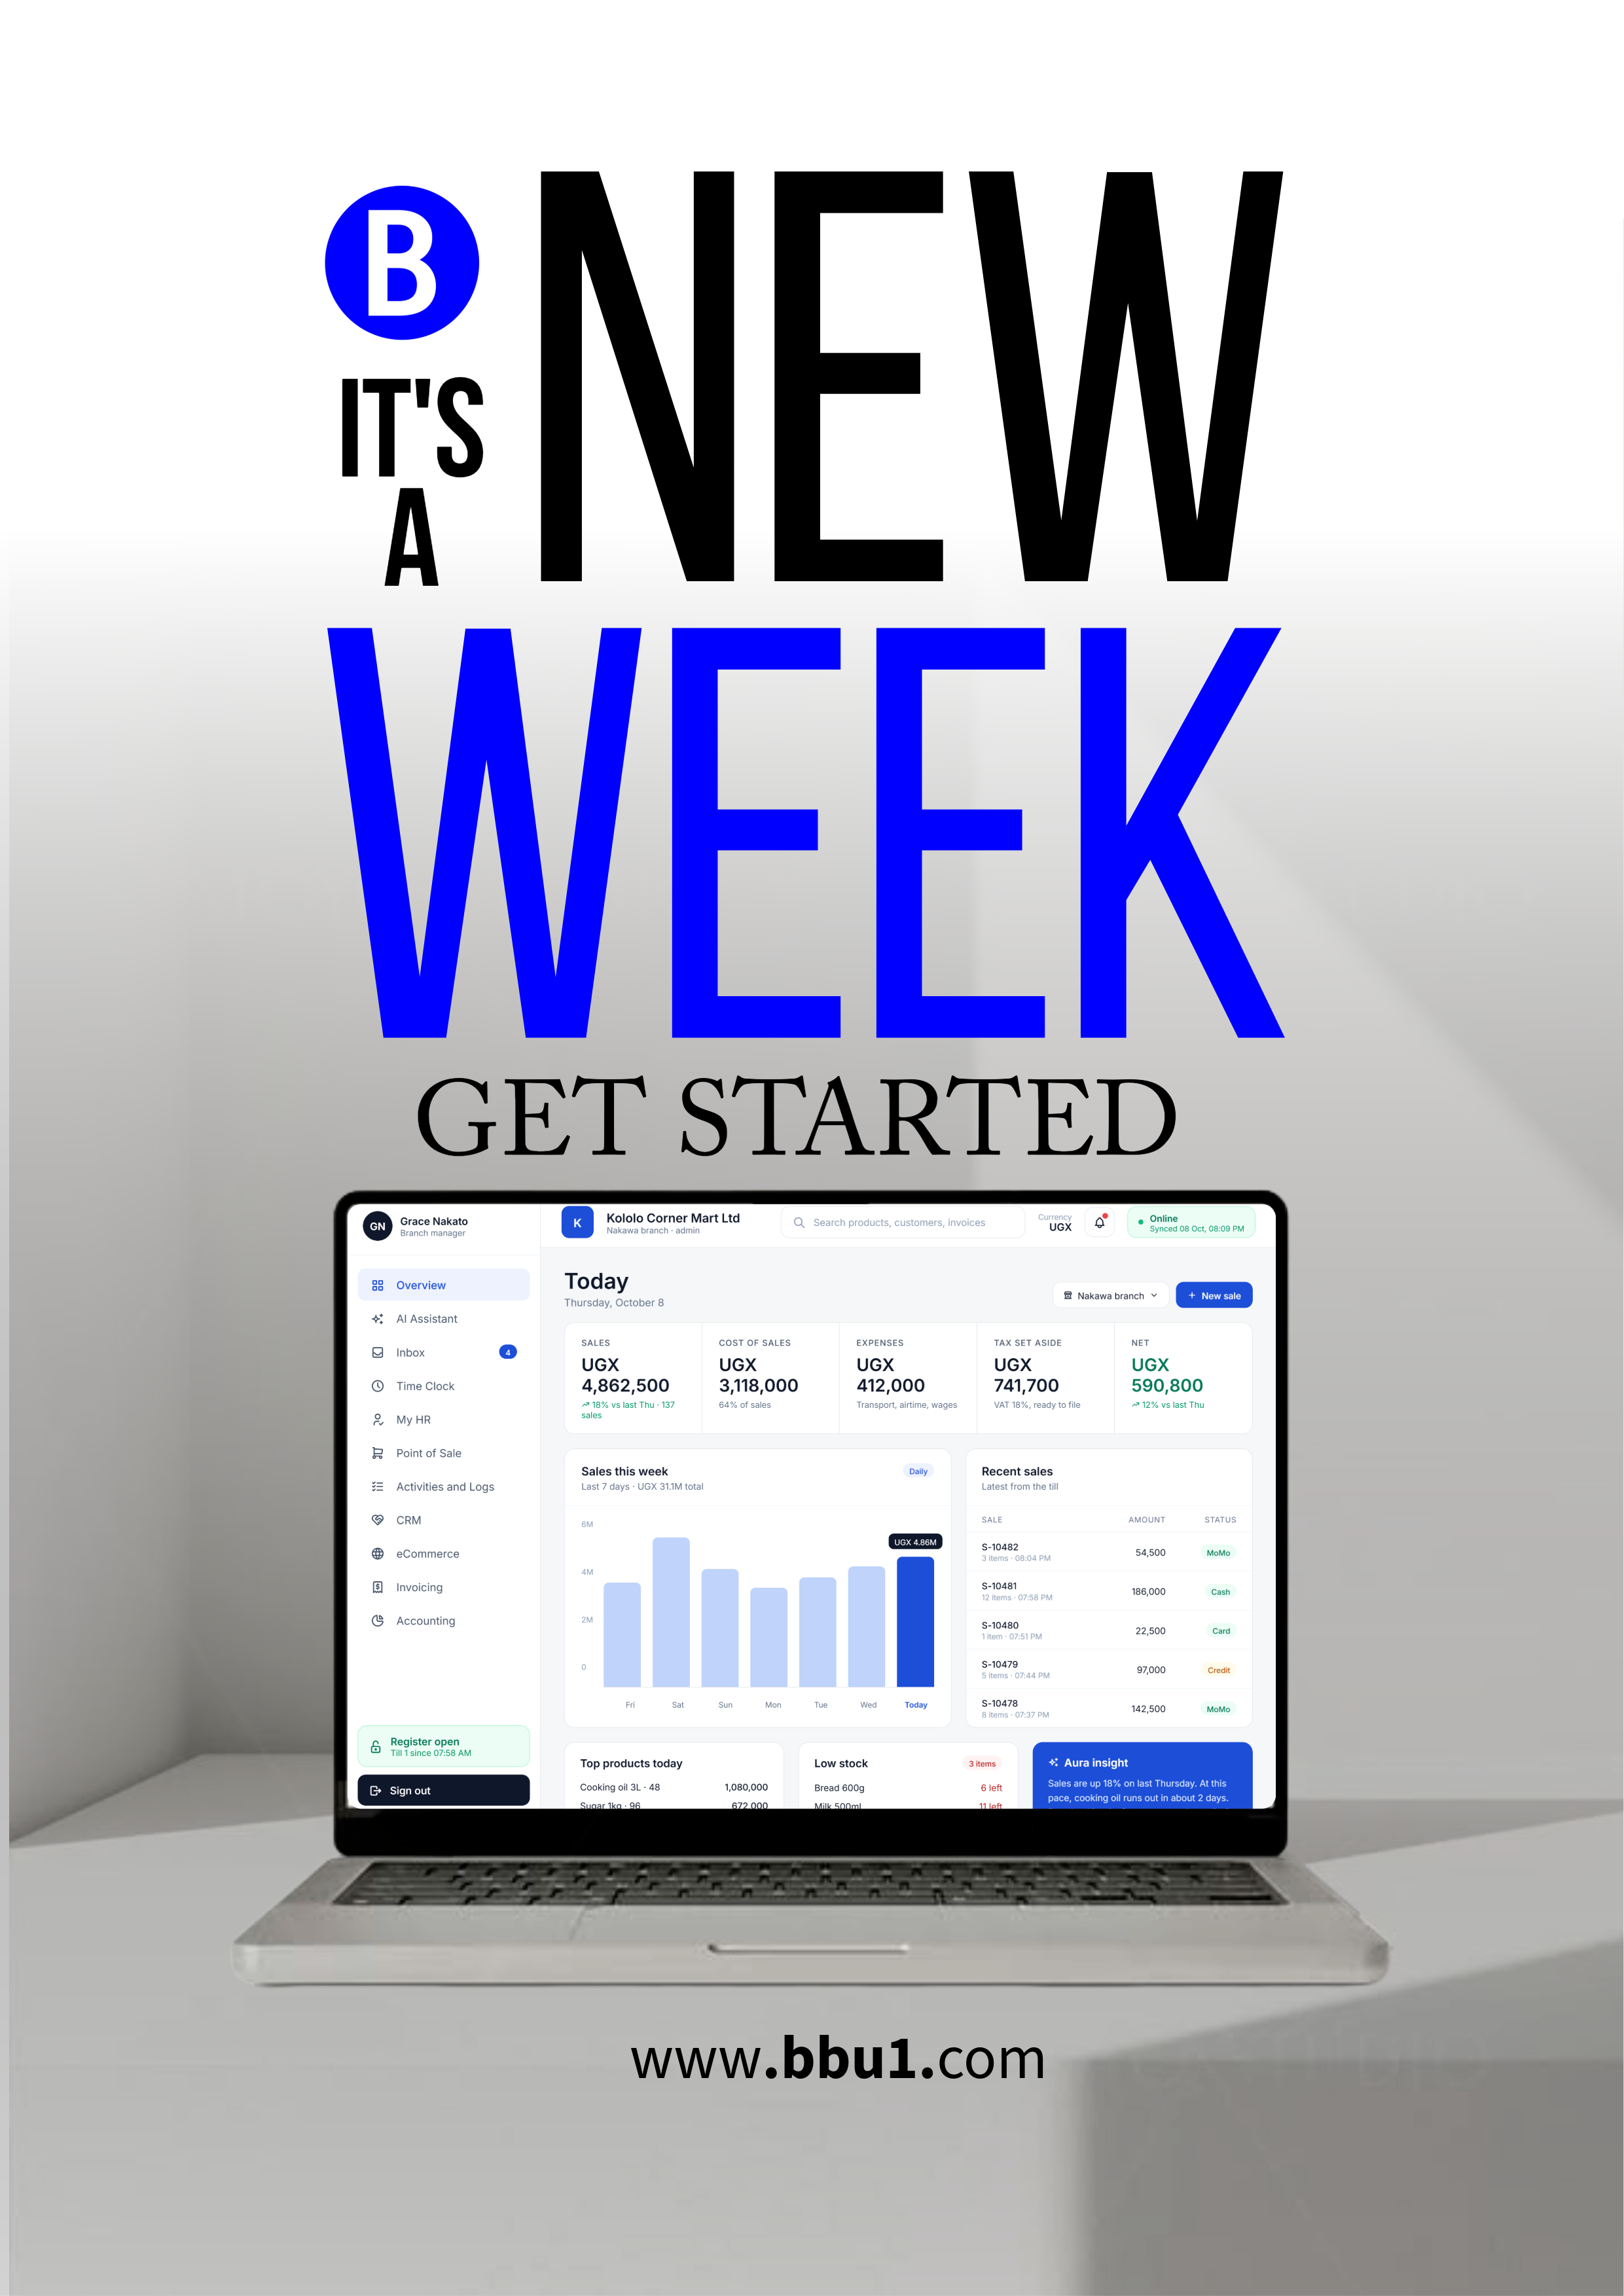 B
IT'S
A
NEW
WEEK
GET STARTED
GN
Grace Nakato
Branch manager
K
Kololo Corner Mart Ltd
Nakawa branch - admin
Search products, customers, invoices
Currency
UGX
Online
Synced 08 Oct, 08:09 PM
Overview
AI Assistant
Inbox 4
Time Clock
My HR
Point of Sale
Activities and Logs
CRM
eCommerce
Invoicing
Accounting
Register open
Till 1 since 07:58 AM
Sign out
Today
Thursday, October 8
Nakawa branch
+ New sale
SALES
UGX
4,862,500
18% vs last Thu · 137
sales
COST OF SALES
UGX
3,118,000
64% of sales
EXPENSES
UGX
412,000
Transport, airtime, wages
TAX SET ASIDE
UGX
741,700
VAT 18%, ready to file
NET
UGX
590,800
12% vs last Thu
Sales this week
Last 7 days · UGX 31.1M total
Daily
6M
4M
2M
0
UGX 4.86M
Fri Sat Sun Mon Tue Wed Today
Recent sales
Latest from the till
SALE AMOUNT STATUS
S-10482 54,500 MoMo
3 items · 08:04 PM
S-10481 186,000 Cash
12 items · 07:58 PM
S-10480 22,500 Card
1 item · 07:51 PM
S-10479 97,000 Credit
5 items · 07:44 PM
S-10478 142,500 MoMo
8 items · 07:37 PM
Top products today
Cooking oil 3L · 48 1,080,000
Sugar 1kg · 96 672,000
Low stock 3 items
Bread 600g 6 left
Milk 500ml 11 left
Aura insight
Sales are up 18% on last Thursday. At this
pace, cooking oil runs out in about 2 days.
www.bbu1.com